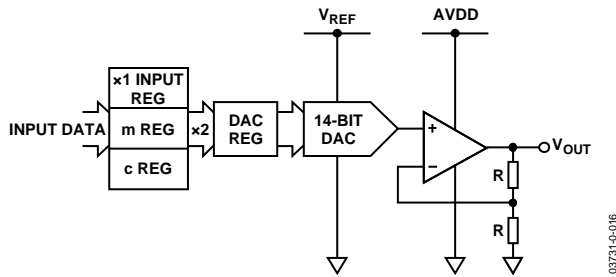 VREF
AVDD
×1 INPUT
REG
INPUT DATA
m REG
×2
DAC
REG
14-BIT
DAC
+
–
VOUT
R
c REG
R
03731-0-016